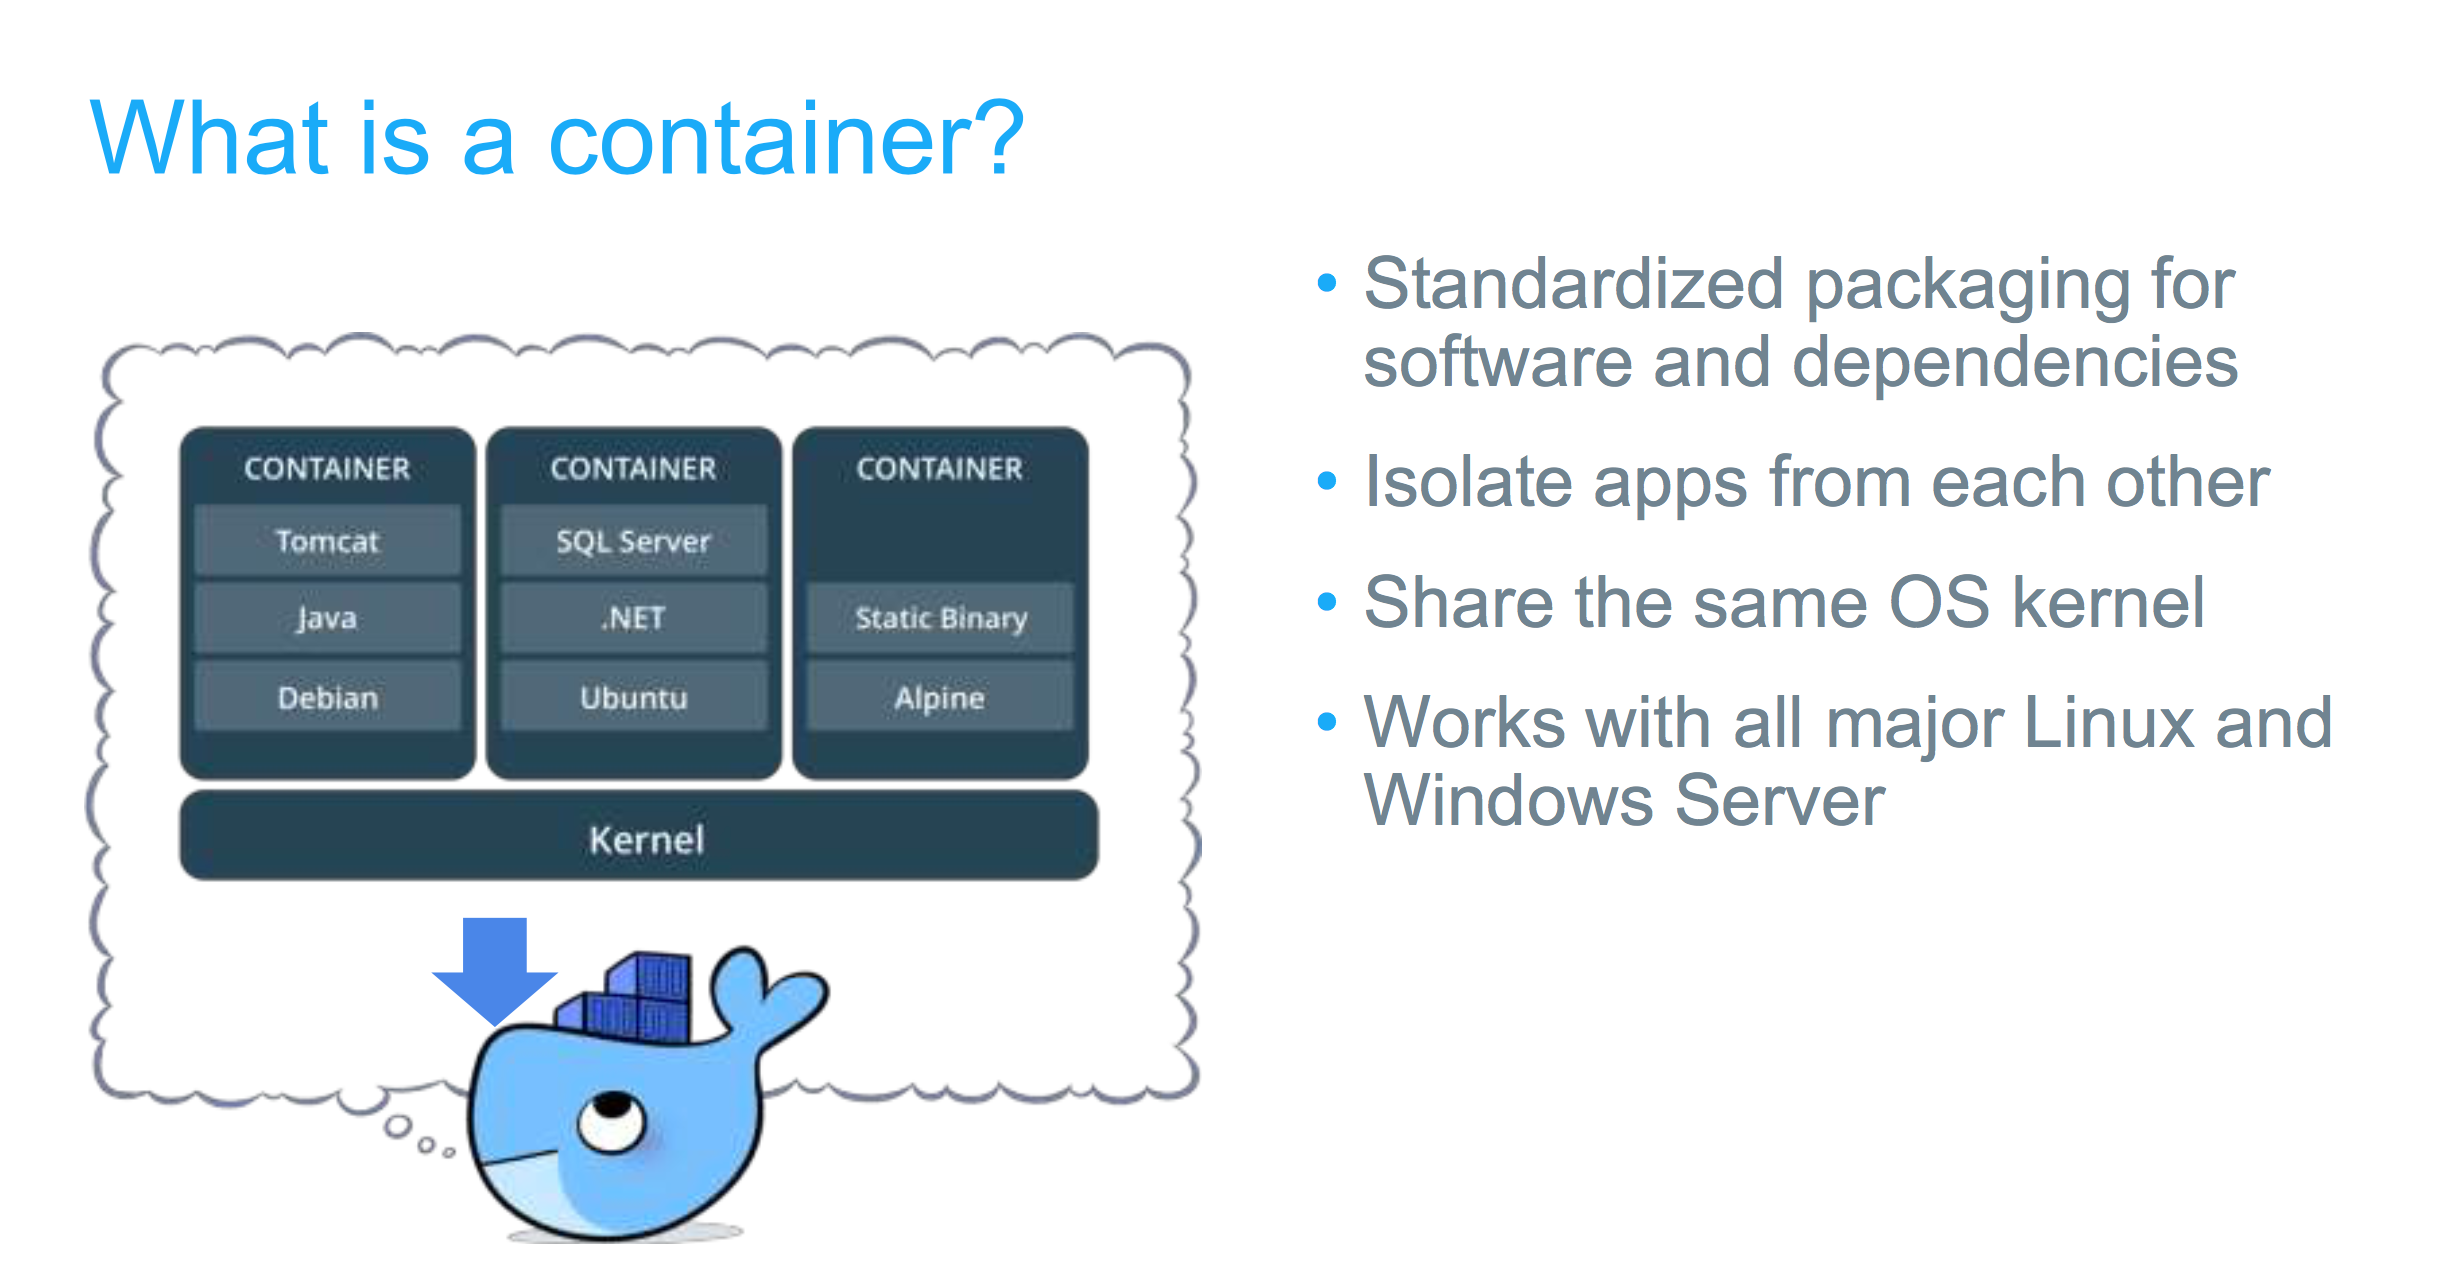 What is a container?
CONTAINER
Tomcat
Java
Debian
CONTAINER
SQL Server
.NET
Ubuntu
CONTAINER
Static Binary
Alpine
Kernel
• Standardized packaging for
software and dependencies
• Isolate apps from each other
• Share the same OS kernel
• Works with all major Linux and
Windows Server